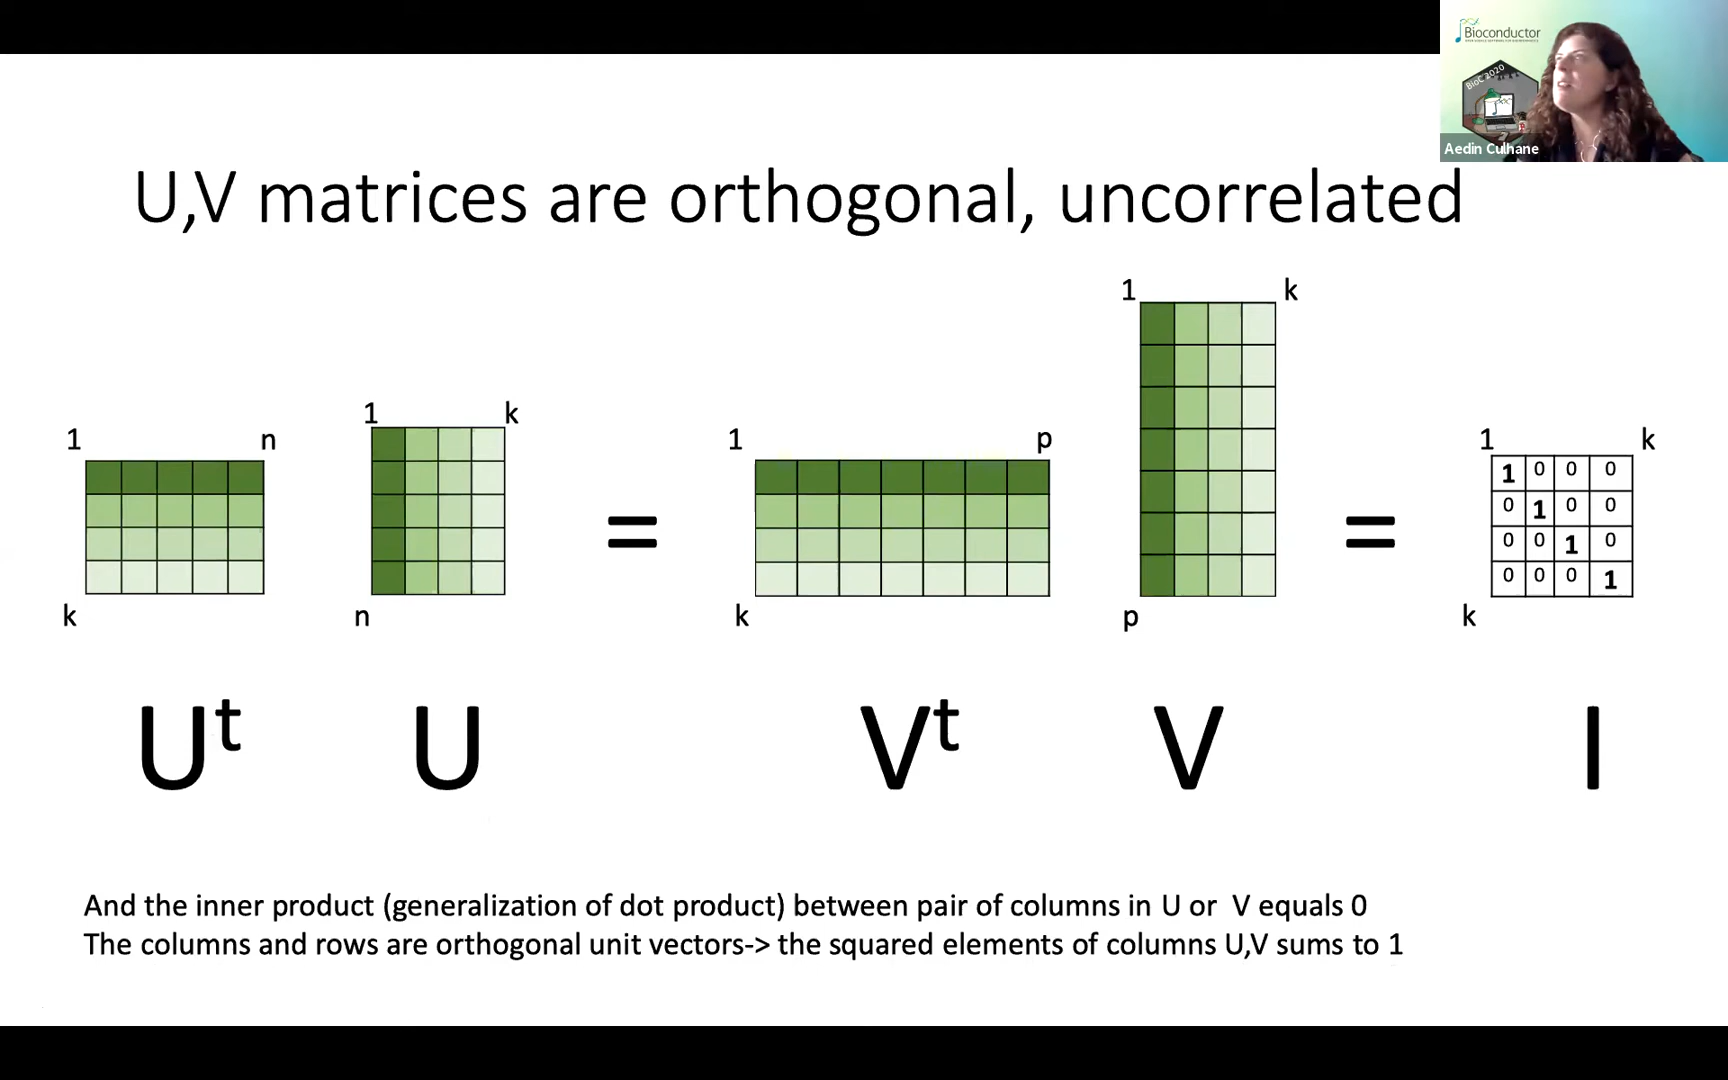 Bioconductor
BioC 2020
Aedin Culhane
U,V matrices are orthogonal, uncorrelated
1 k
1 k
1 n
1 p
1 k
1 0 0 0
0 1 0 0
0 0 1 0
0 0 0 1
k n k p k
U^t U = V^t V = I
And the inner product (generalization of dot product) between pair of columns in U or V equals 0
The columns and rows are orthogonal unit vectors-> the squared elements of columns U,V sums to 1